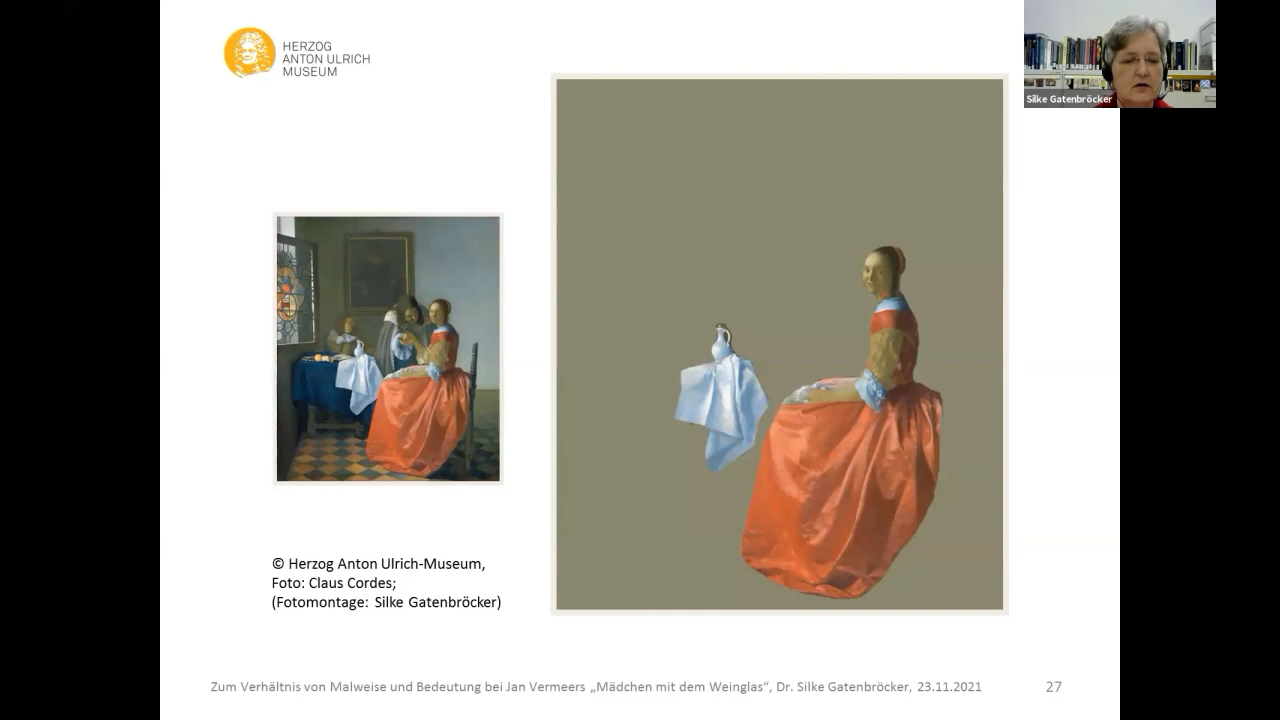 HERZOG
ANTON ULRICH
MUSEUM
Silke Gatenbröcker
© Herzog Anton Ulrich-Museum,
Foto: Claus Cordes;
(Fotomontage: Silke Gatenbröcker)
Zum Verhältnis von Malweise und Bedeutung bei Jan Vermeers „Mädchen mit dem Weinglas“, Dr. Silke Gatenbröcker, 23.11.2021
27